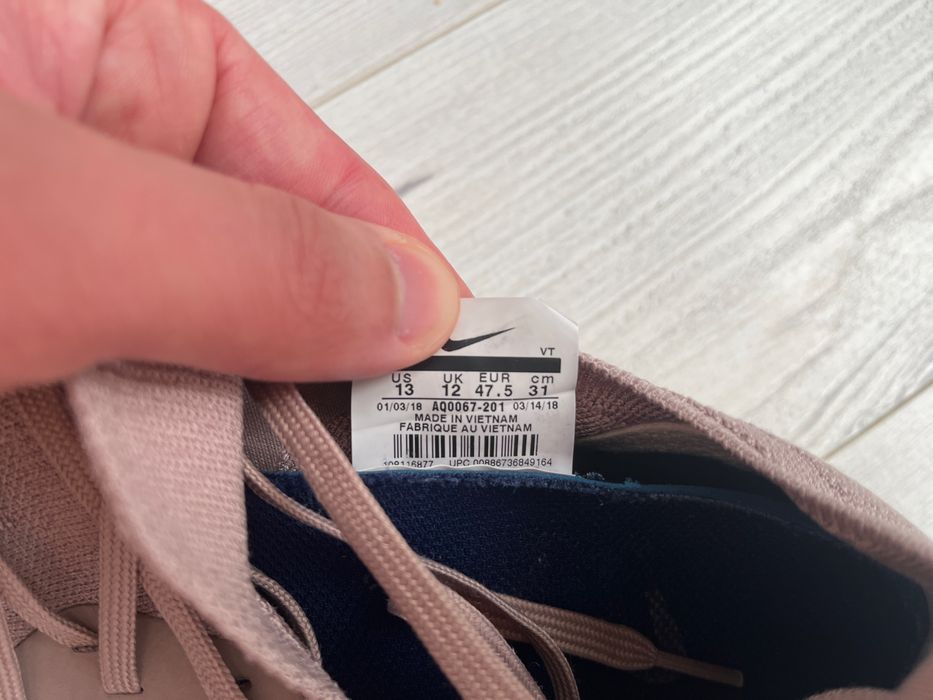 VT
US UK EUR cm
13 12 47.5 31
01/03/18 AQ0067-201 03/14/18
MADE IN VIETNAM
FABRIQUE AU VIETNAM
108116877 UPC 00886736849164